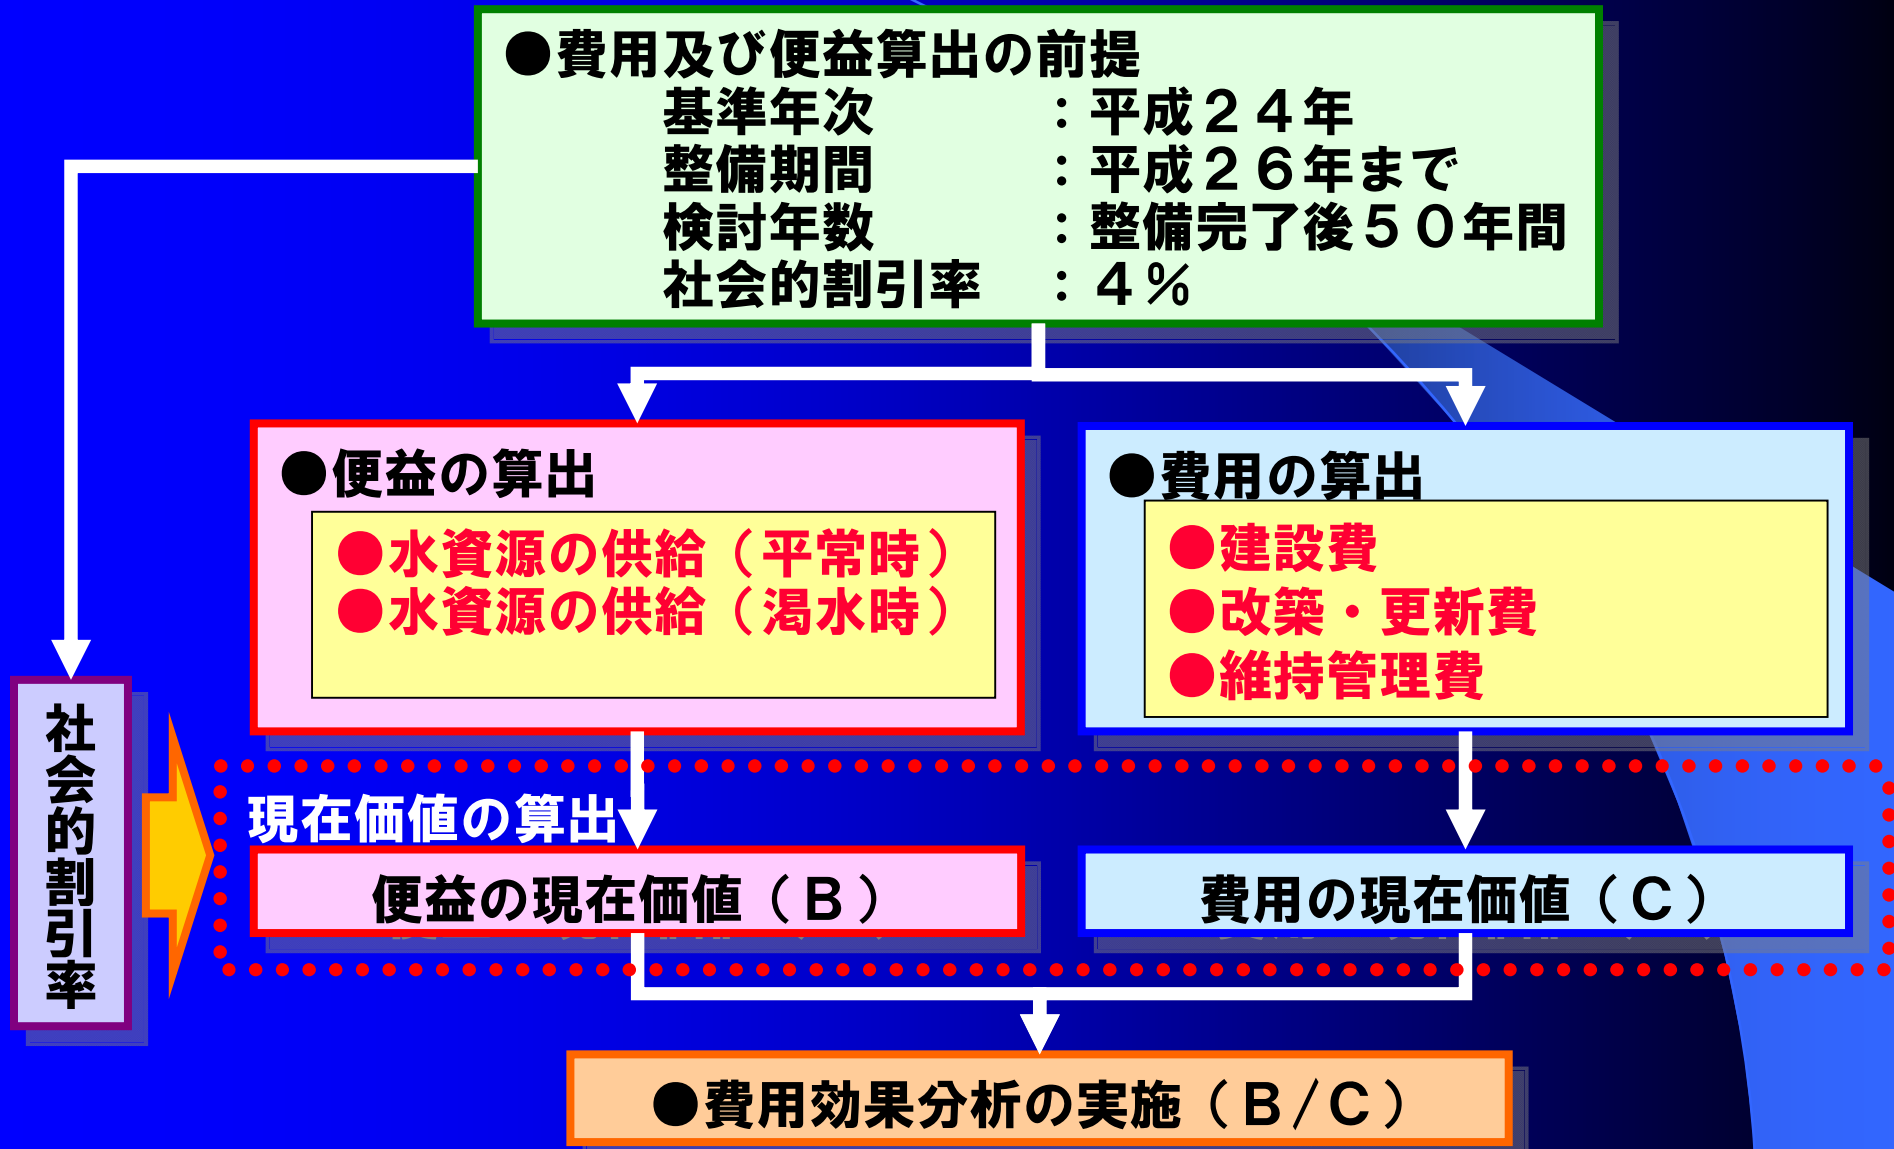 ●費用及び便益算出の前提
基準年次　：平成２４年
整備期間　：平成２６年まで
検討年数　：整備完了後５０年間
社会的割引率　：４％
●便益の算出
●水資源の供給（平常時）
●水資源の供給（渇水時）
●費用の算出
●建設費
●改築・更新費
●維持管理費
社会的割引率
現在価値の算出
便益の現在価値（Ｂ）
費用の現在価値（Ｃ）
●費用効果分析の実施（Ｂ/Ｃ）